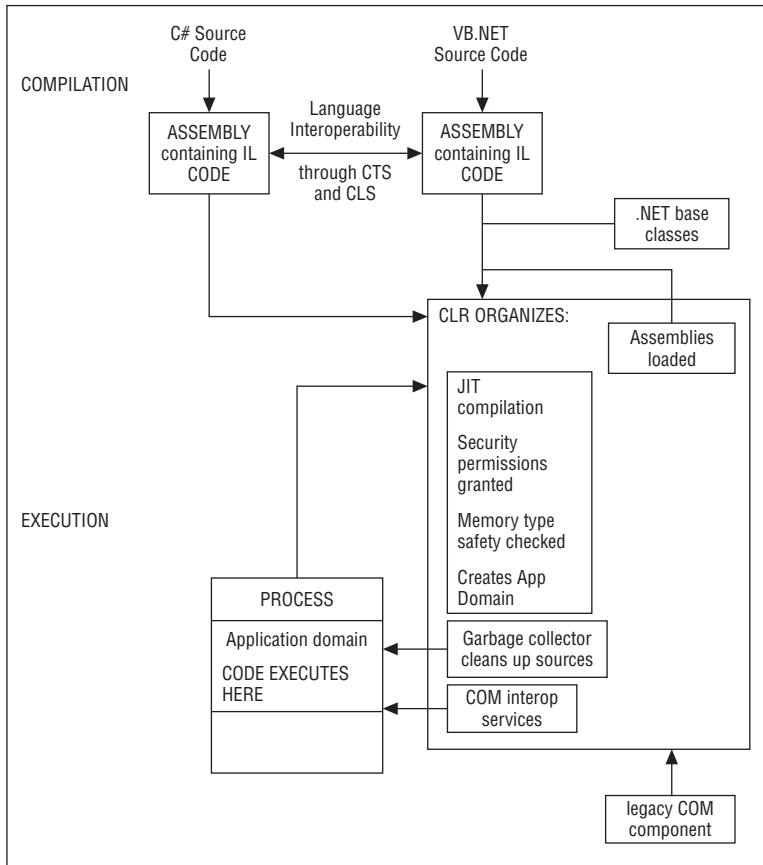 C# Source
Code
VB.NET
Source Code
COMPILATION
Language
Interoperability
ASSEMBLY
containing IL
CODE
ASSEMBLY
containing IL
CODE
through CTS
and CLS
.NET base
classes
CLR ORGANIZES:
Assemblies
loaded
JIT
compilation
Security
permissions
granted
Memory type
safety checked
Creates App
Domain
EXECUTION
PROCESS
Application domain
CODE EXECUTES
HERE
Garbage collector
cleans up sources
COM interop
services
legacy COM
component